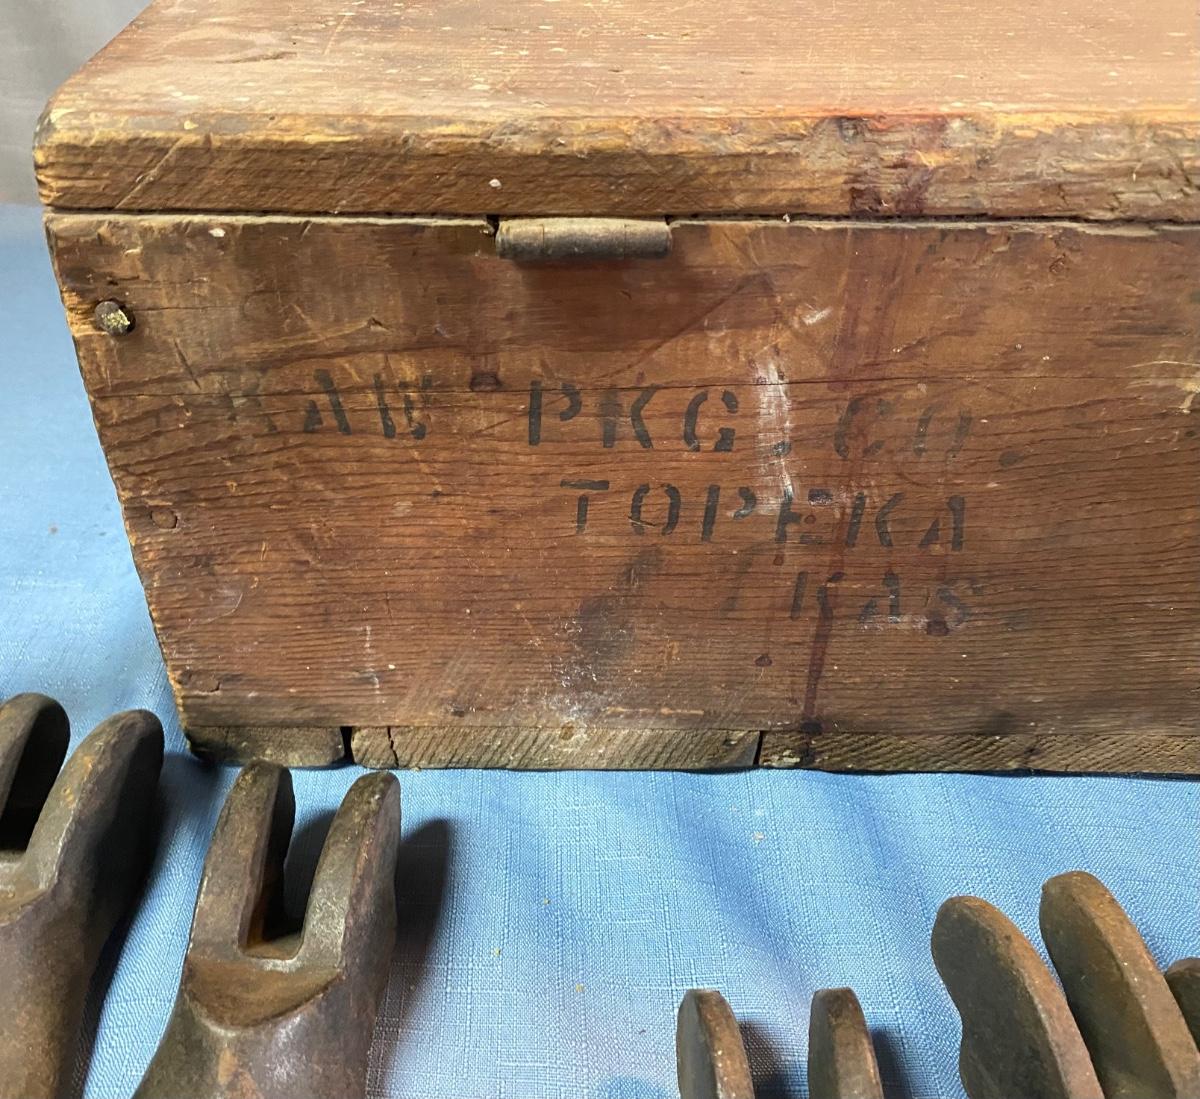 KAW PKG. CO.
TOPEKA
KAS